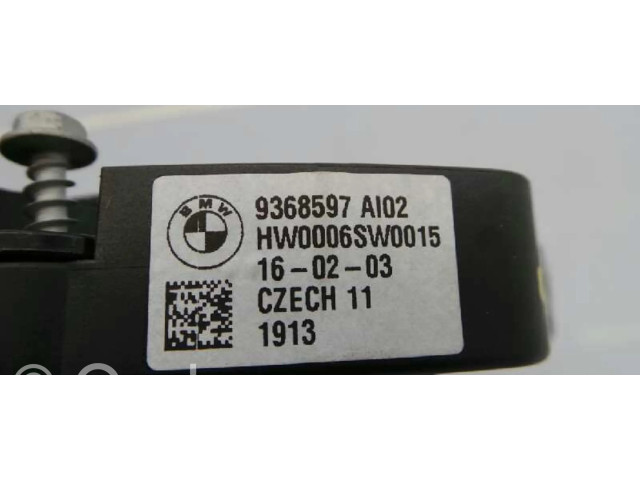 BMW
9368597 AI02
HW0006SW0015
16-02-03
CZECH 11
1913